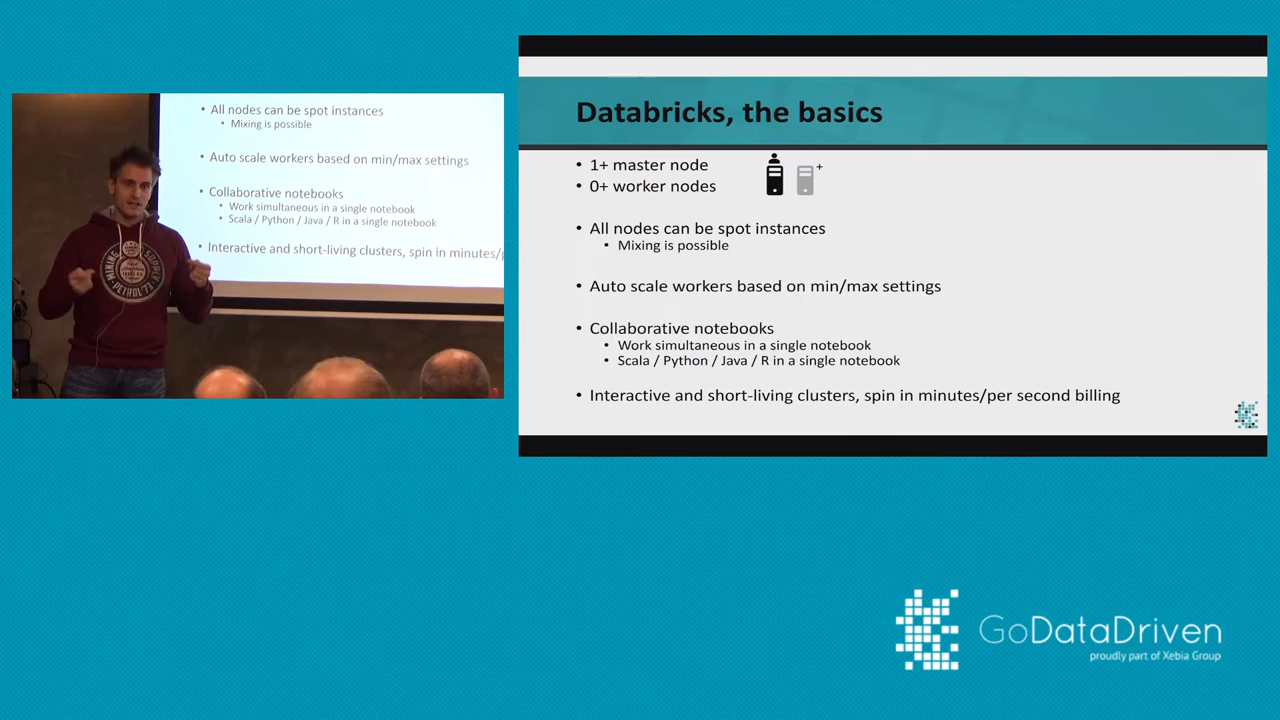 • All nodes can be spot instances
• Mixing is possible
• Auto scale workers based on min/max settings
• Collaborative notebooks
• Work simultaneous in a single notebook
• Scala / Python / Java / R in a single notebook
• Interactive and short-living clusters, spin in minutes/p
MINING SUPPLY
PETROL
Databricks, the basics
• 1+ master node
• 0+ worker nodes
+
• All nodes can be spot instances
• Mixing is possible
• Auto scale workers based on min/max settings
• Collaborative notebooks
• Work simultaneous in a single notebook
• Scala / Python / Java / R in a single notebook
• Interactive and short-living clusters, spin in minutes/per second billing
GoDataDriven
proudly part of Xebia Group